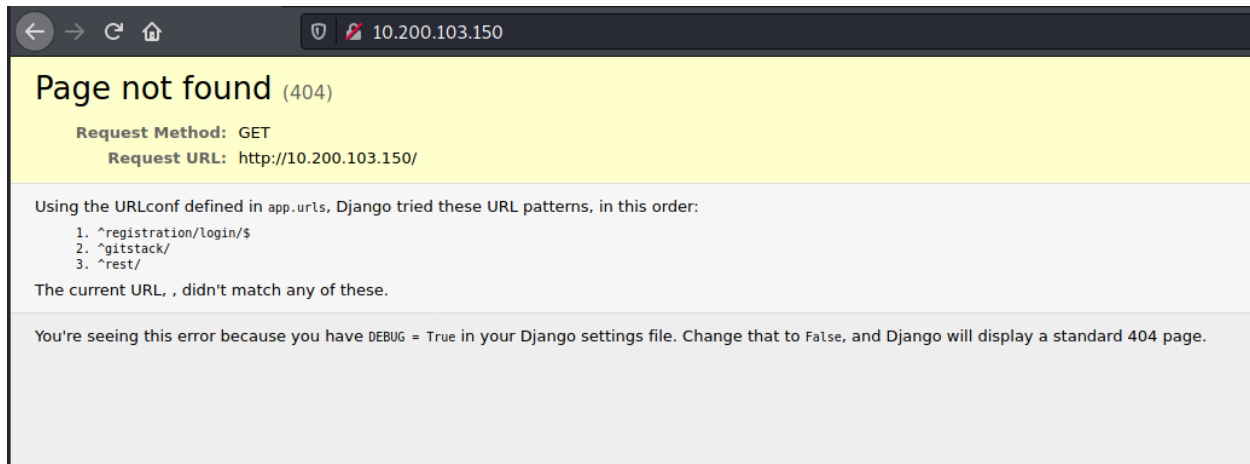 10.200.103.150
Page not found (404)
Request Method: GET
Request URL: http://10.200.103.150/
Using the URLconf defined in app.urls, Django tried these URL patterns, in this order:
1. ^registration/login/$
2. ^gitstack/
3. ^rest/
The current URL, , didn't match any of these.
You're seeing this error because you have DEBUG = True in your Django settings file. Change that to False, and Django will display a standard 404 page.